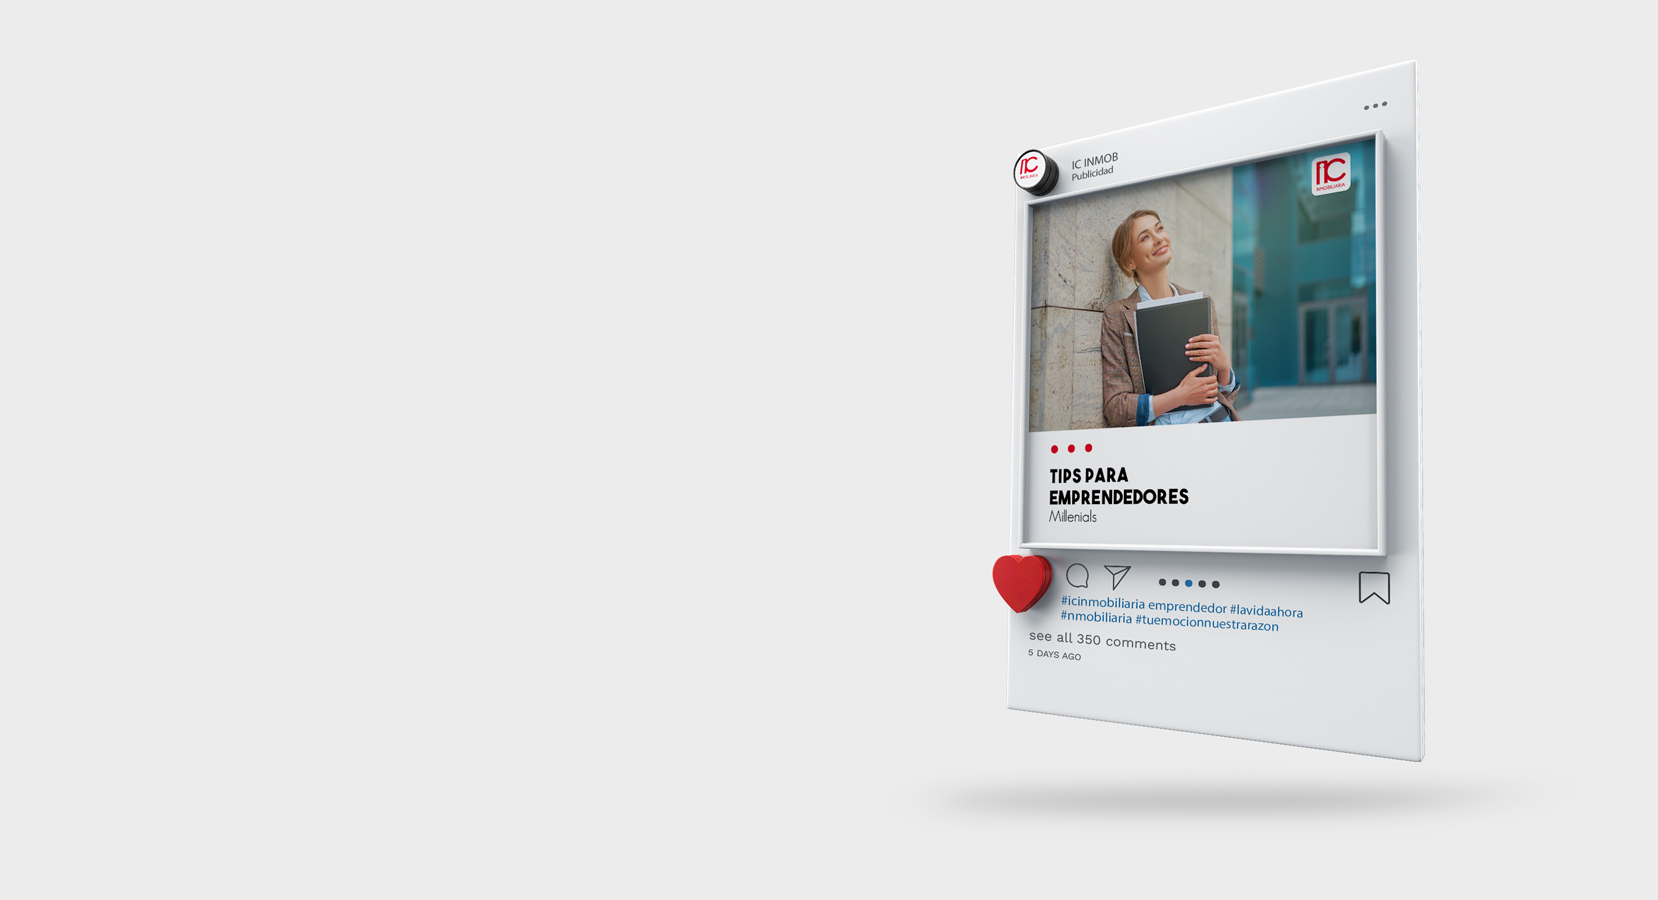 IC INMOB
Publicidad
IC
IC
INMOBILIARIA
TIPS PARA
EMPRENDEDORES
Millenials
#icinmobiliaria emprendedor #lavidaahora
#nmobiliaria #tuemocionnuestrarazon
see all 350 comments
5 DAYS AGO